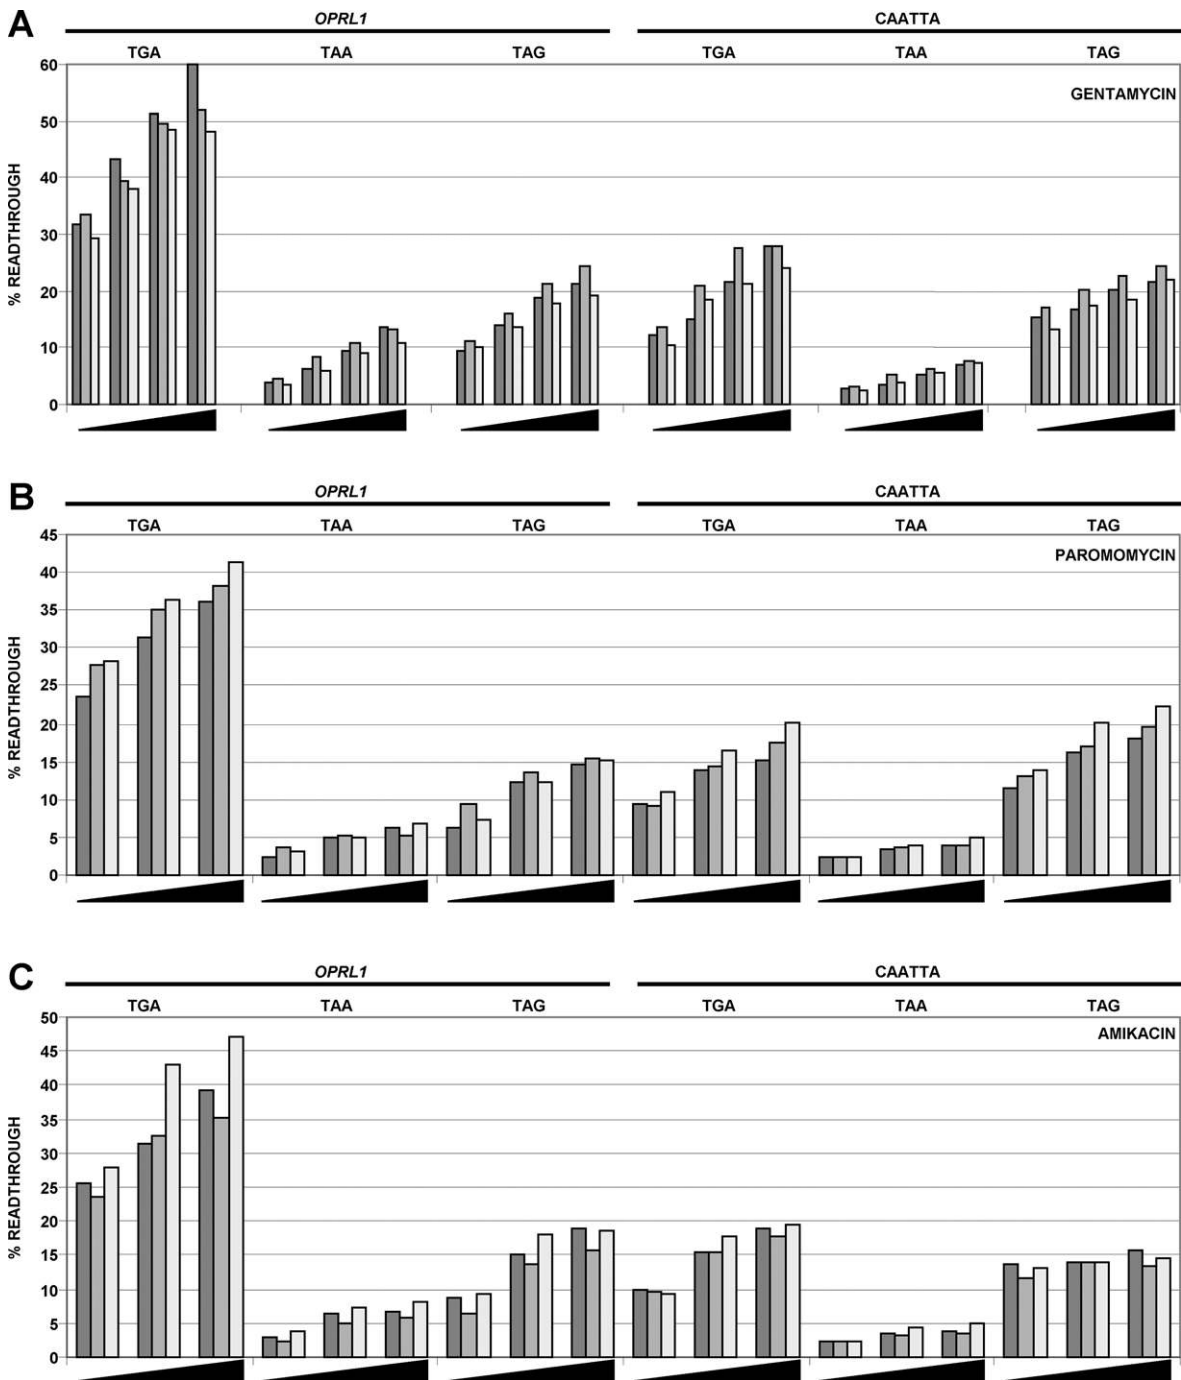 A
OPRL1 CAATTA
TGA TAA TAG TGA TAA TAG
60
GENTAMYCIN
50
40
30
20
10
0
% READTHROUGH
B
OPRL1 CAATTA
TGA TAA TAG TGA TAA TAG
45
PAROMOMYCIN
40
35
30
25
20
15
10
5
0
% READTHROUGH
C
OPRL1 CAATTA
TGA TAA TAG TGA TAA TAG
50
AMIKACIN
45
40
35
30
25
20
15
10
5
0
% READTHROUGH